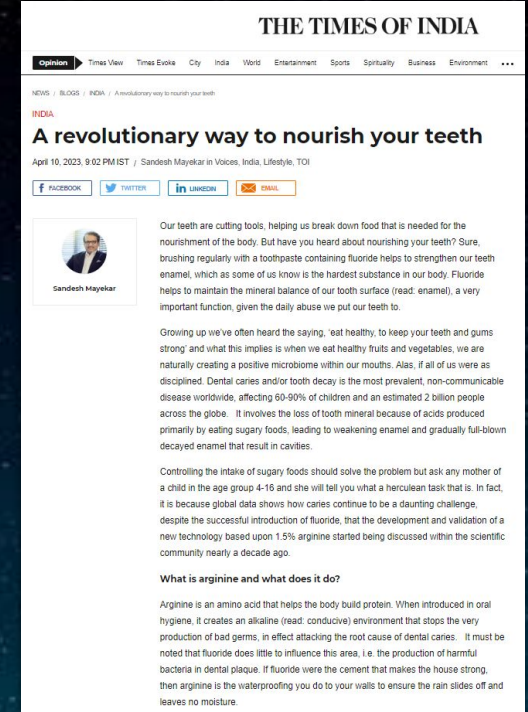 THE TIMES OF INDIA
Opinion Times View Times Evoke City India World Entertainment Sports Spirituality Business Environment •••
NEWS / BLOGS / INDIA / A revolutionary way to nourish your teeth
INDIA
A revolutionary way to nourish your teeth
April 10, 2023, 9:02 PM IST / Sandesh Mayekar in Voices, India, Lifestyle, TOI
f FACEBOOK TWITTER in LINKEDIN EMAIL
Sandesh Mayekar
Our teeth are cutting tools, helping us break down food that is needed for the
nourishment of the body. But have you heard about nourishing your teeth? Sure,
brushing regularly with a toothpaste containing fluoride helps to strengthen our teeth
enamel, which as some of us know is the hardest substance in our body. Fluoride
helps to maintain the mineral balance of our tooth surface (read: enamel), a very
important function, given the daily abuse we put our teeth to.
Growing up we've often heard the saying, 'eat healthy, to keep your teeth and gums
strong' and what this implies is when we eat healthy fruits and vegetables, we are
naturally creating a positive microbiome within our mouths. Alas, if all of us were as
disciplined. Dental caries and/or tooth decay is the most prevalent, non-communicable
disease worldwide, affecting 60-90% of children and an estimated 2 billion people
across the globe. It involves the loss of tooth mineral because of acids produced
primarily by eating sugary foods, leading to weakening enamel and gradually full-blown
decayed enamel that result in cavities.
Controlling the intake of sugary foods should solve the problem but ask any mother of
a child in the age group 4-16 and she will tell you what a herculean task that is. In fact,
it is because global data shows how caries continue to be a daunting challenge,
despite the successful introduction of fluoride, that the development and validation of a
new technology based upon 1.5% arginine started being discussed within the scientific
community nearly a decade ago.
What is arginine and what does it do?
Arginine is an amino acid that helps the body build protein. When introduced in oral
hygiene, it creates an alkaline (read: conducive) environment that stops the very
production of bad germs, in effect attacking the root cause of dental caries. It must be
noted that fluoride does little to influence this area, i.e. the production of harmful
bacteria in dental plaque. If fluoride were the cement that makes the house strong,
then arginine is the waterproofing you do to your walls to ensure the rain slides off and
leaves no moisture.